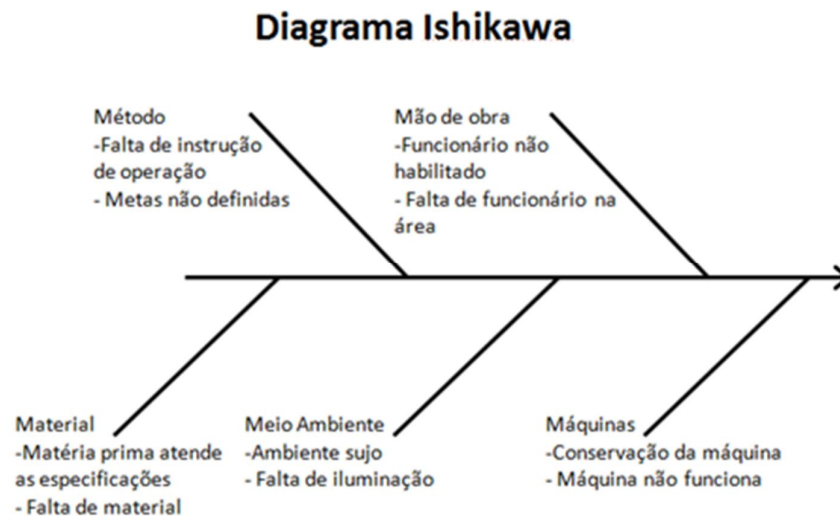 Diagrama Ishikawa
Método
-Falta de instrução
de operação
- Metas não definidas
Mão de obra
-Funcionário não
habilitado
- Falta de funcionário na
área
Material
-Matéria prima atende
as especificações
- Falta de material
Meio Ambiente
-Ambiente sujo
- Falta de iluminação
Máquinas
-Conservação da máquina
- Máquina não funciona